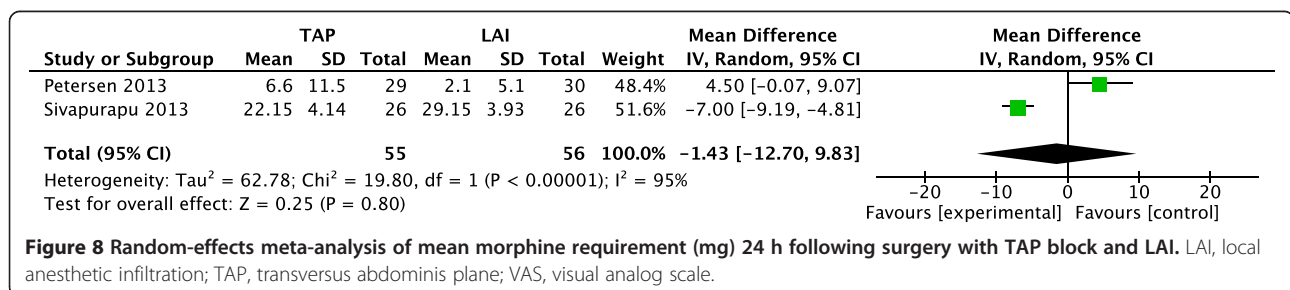 TAP LAI Mean Difference Mean Difference
Study or Subgroup Mean SD Total Mean SD Total Weight IV, Random, 95% CI IV, Random, 95% CI
Petersen 2013 6.6 11.5 29 2.1 5.1 30 48.4% 4.50 [-0.07, 9.07]
Sivapurapu 2013 22.15 4.14 26 29.15 3.93 26 51.6% -7.00 [-9.19, -4.81]
Total (95% CI) 55 56 100.0% -1.43 [-12.70, 9.83]
Heterogeneity: Tau² = 62.78; Chi² = 19.80, df = 1 (P < 0.00001); I² = 95%
Test for overall effect: Z = 0.25 (P = 0.80)
-20 -10 0 10 20
Favours [experimental] Favours [control]
Figure 8 Random-effects meta-analysis of mean morphine requirement (mg) 24 h following surgery with TAP block and LAI. LAI, local
anesthetic infiltration; TAP, transversus abdominis plane; VAS, visual analog scale.